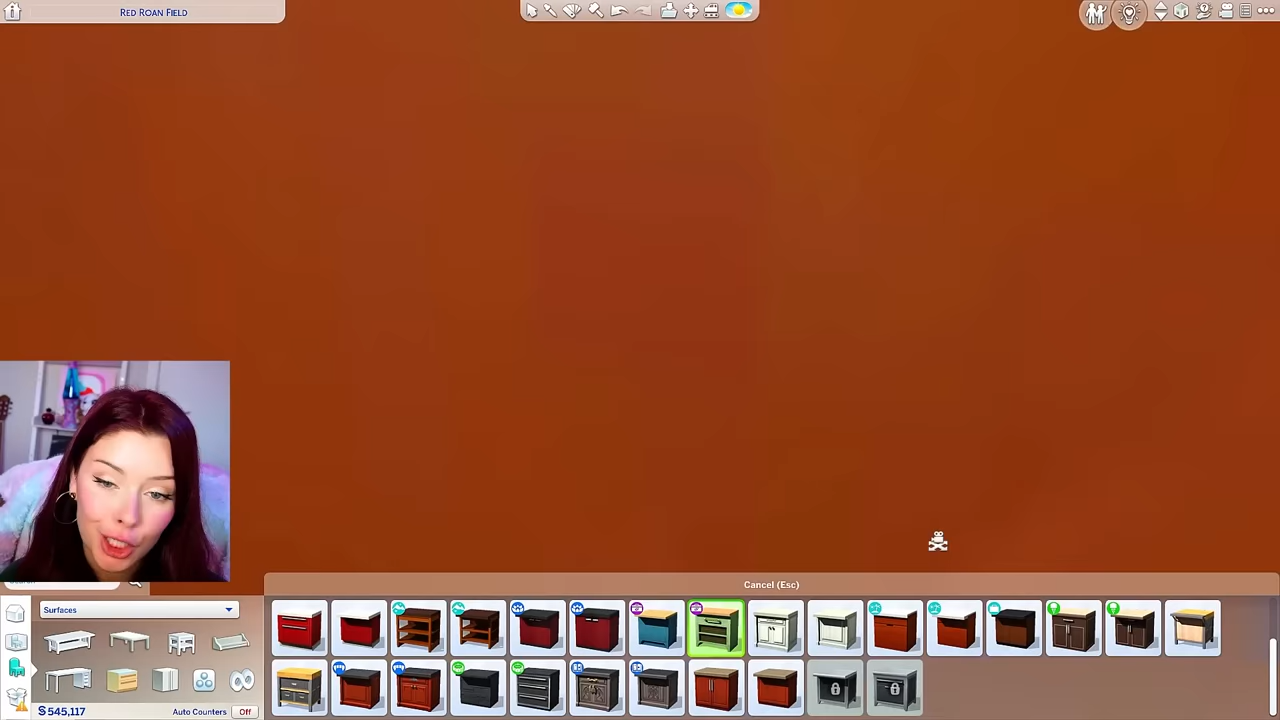 RED ROAN FIELD
Cancel (Esc)
Surfaces
§545,117
Auto Counters
Off